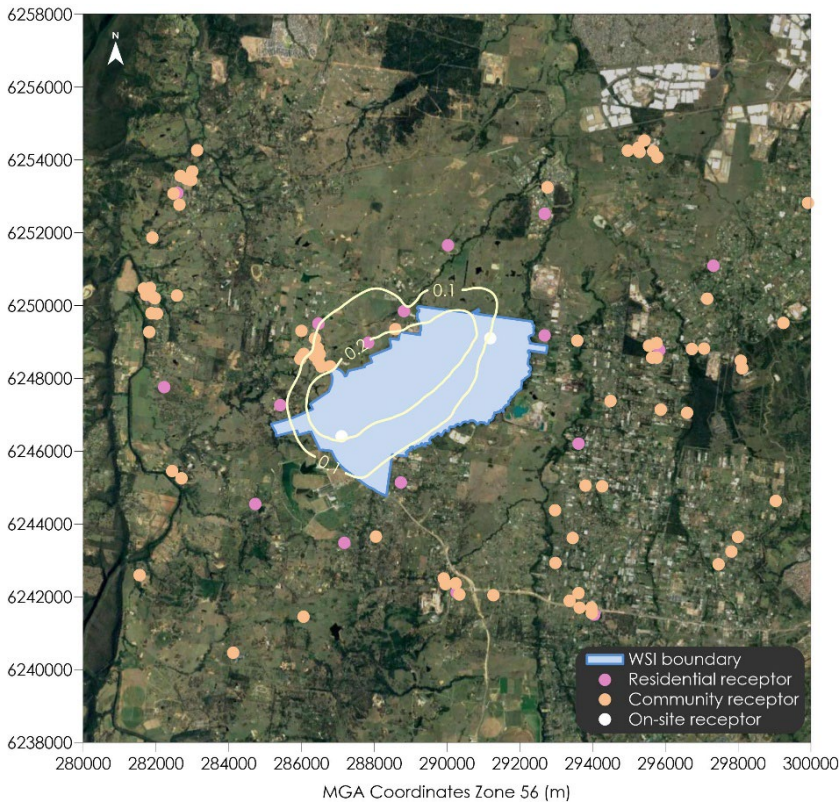 6258000
N
6256000
6254000
6252000
6250000
0.1
0.2
6248000
6246000
0.1
6244000
6242000
6240000
WSI boundary
Residential receptor
Community receptor
On-site receptor
6238000
280000 282000 284000 286000 288000 290000 292000 294000 296000 298000 300000
MGA Coordinates Zone 56 (m)